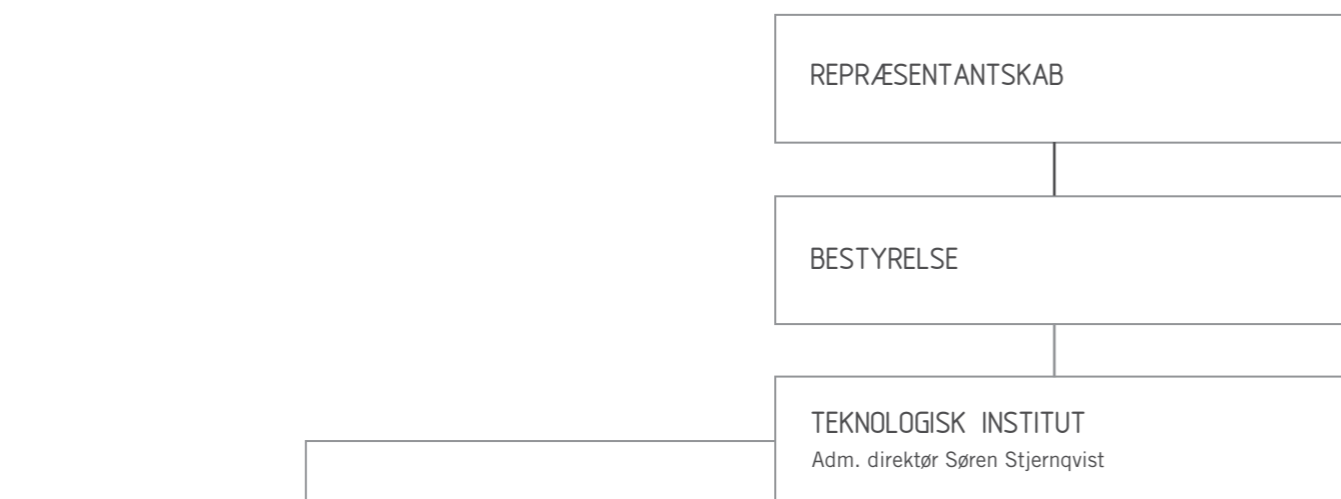 REPRÆSENTANTSKAB
BESTYRELSE
TEKNOLOGISK INSTITUT
Adm. direktør Søren Stjernqvist